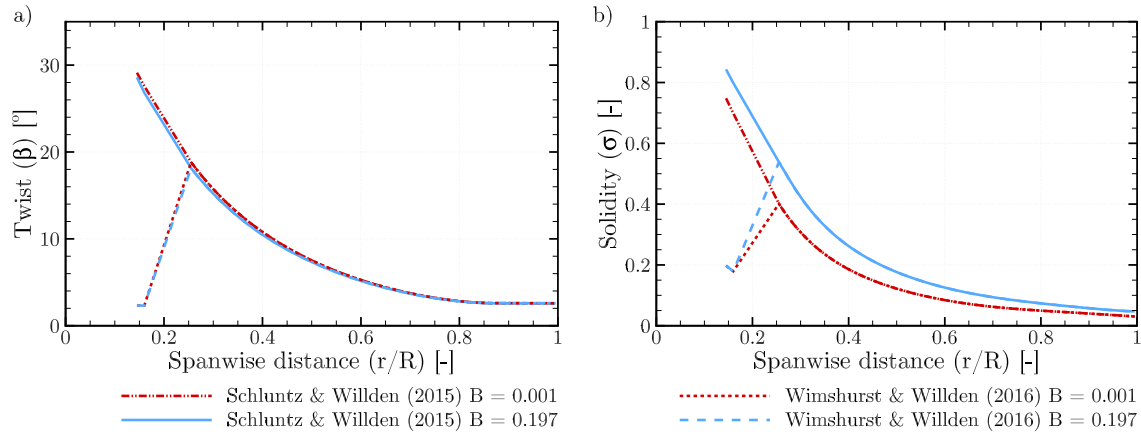 a)
Twist (β) [°]
30
20
10
0
0 0.2 0.4 0.6 0.8 1
Spanwise distance (r/R) [-]
Schluntz & Willden (2015) B = 0.001
Schluntz & Willden (2015) B = 0.197
b)
Solidity (σ) [-]
1
0.8
0.6
0.4
0.2
0
0 0.2 0.4 0.6 0.8 1
Spanwise distance (r/R) [-]
Wimshurst & Willden (2016) B = 0.001
Wimshurst & Willden (2016) B = 0.197